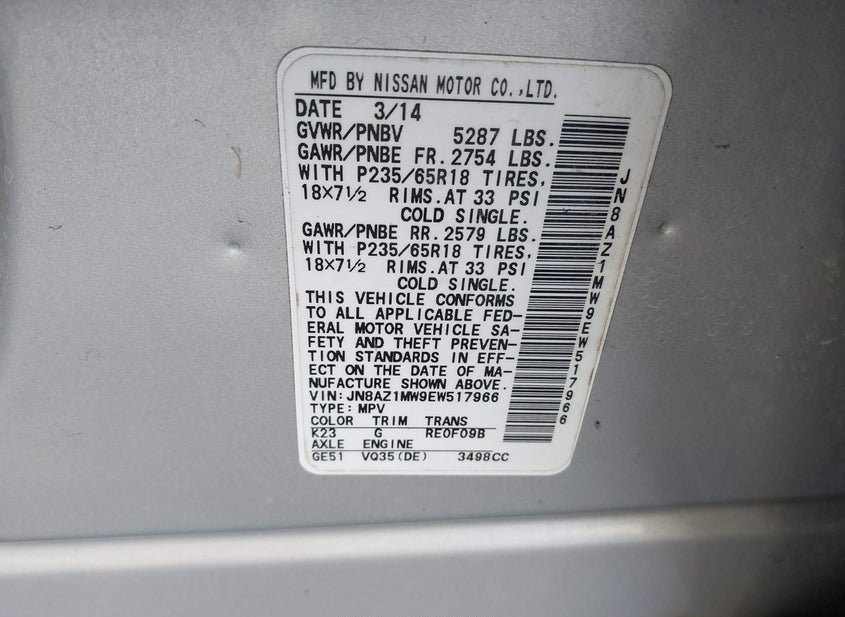 MFD BY NISSAN MOTOR CO.,LTD.
DATE 3/14
GVWR/PNBV 5287 LBS.
GAWR/PNBE FR. 2754 LBS.
WITH P235/65R18 TIRES,
18X7½ RIMS. AT 33 PSI
COLD SINGLE.
GAWR/PNBE RR. 2579 LBS.
WITH P235/65R18 TIRES,
18X7½ RIMS. AT 33 PSI
COLD SINGLE.
THIS VEHICLE CONFORMS
TO ALL APPLICABLE FED-
ERAL MOTOR VEHICLE SA-
FETY AND THEFT PREVEN-
TION STANDARDS IN EFF-
ECT ON THE DATE OF MA-
NUFACTURE SHOWN ABOVE.
VIN:JN8AZ1MW9EW517966
TYPE:MPV
COLOR TRIM TRANS
K23 G RE0F09B
AXLE ENGINE
GE51 VQ35(DE) 3498CC
JN8AZ1MW9EW517966